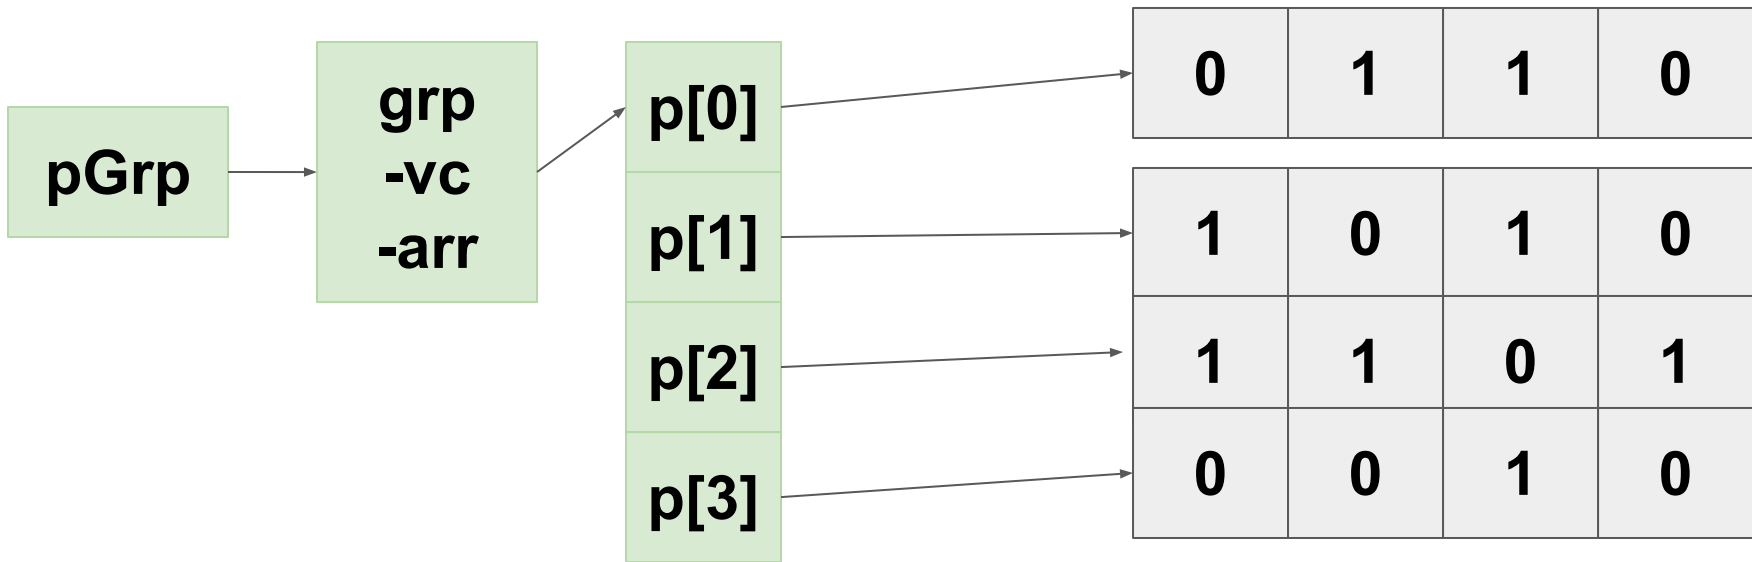 pGrp
grp
-vc
-arr
p[0]
p[1]
p[2]
p[3]
0 1 1 0
1 0 1 0
1 1 0 1
0 0 1 0